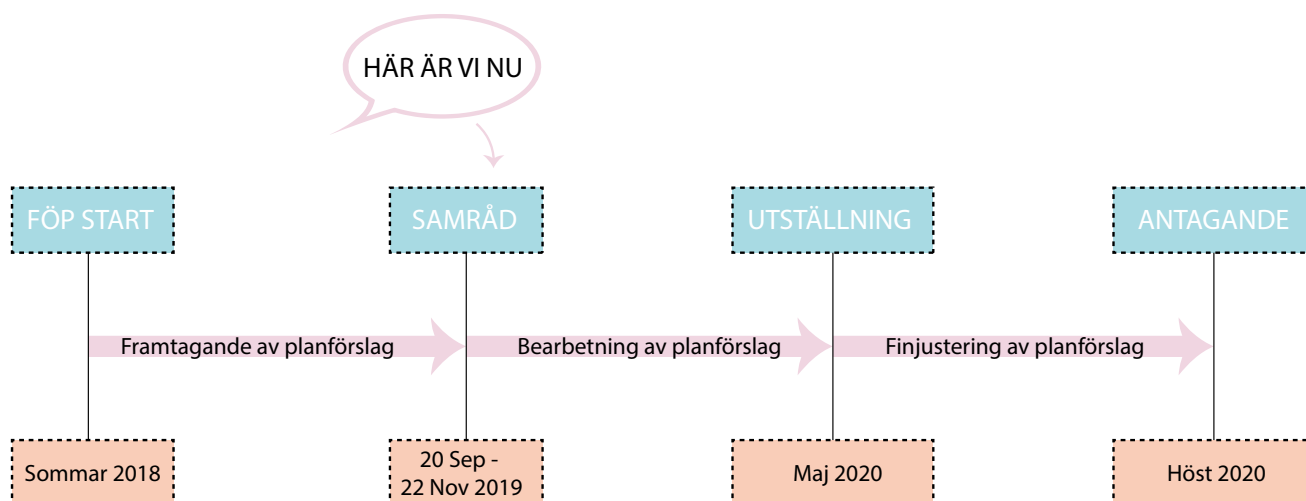 HÄR ÄR VI NU
FÖP START
SAMRÅD
UTSTÄLLNING
ANTAGANDE
Framtagande av planförslag
Bearbetning av planförslag
Finjustering av planförslag
Sommar 2018
20 Sep -
22 Nov 2019
Maj 2020
Höst 2020